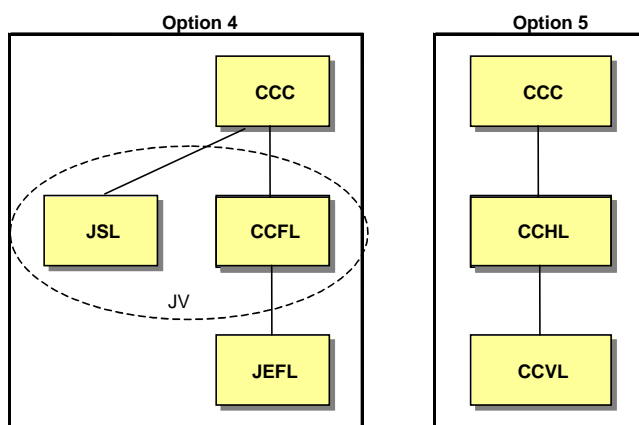 Option 4
CCC
JSL
CCFL
JV
JEFL
Option 5
CCC
CCHL
CCVL